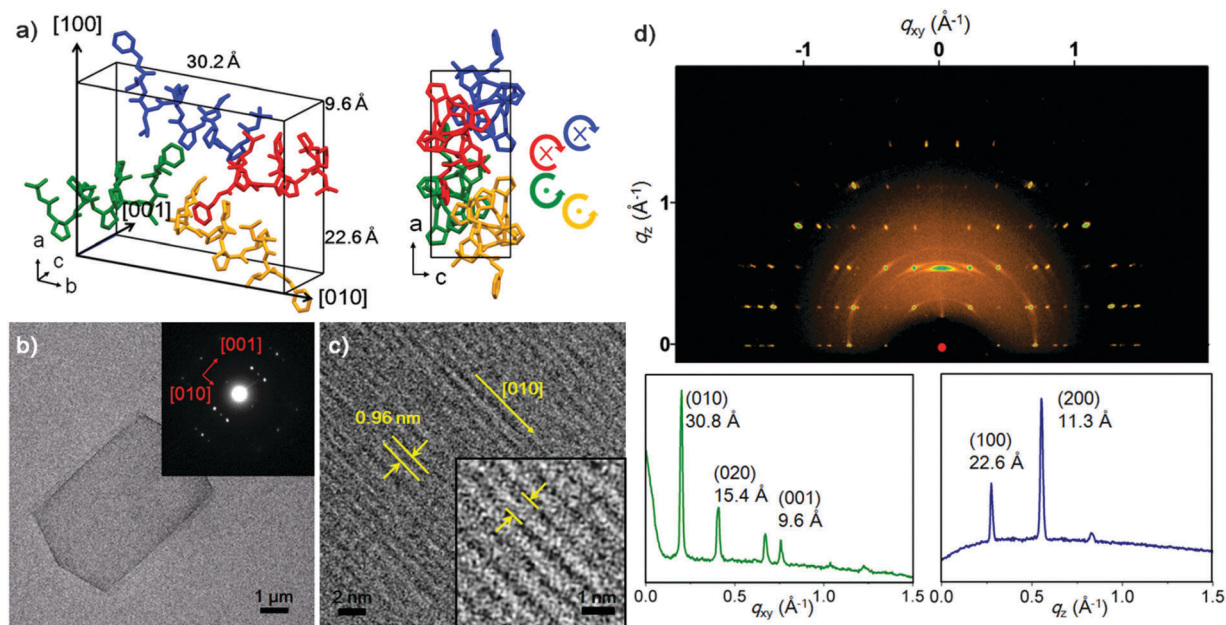 a)
[100]
30.2 Å
9.6 Å
22.6 Å
[001]
[010]
a
c
b
a
c
b)
[001]
[010]
1 μm
c)
[010]
0.96 nm
2 nm
1 nm
d)
qxy (Å-1)
-1 0 1
qz (Å-1)
1
0
(010)
30.8 Å
(020)
15.4 Å
(001)
9.6 Å
0.0 0.5 1.0 1.5
qxy (Å-1)
(200)
11.3 Å
(100)
22.6 Å
0.0 0.5 1.0 1.5
qz (Å-1)